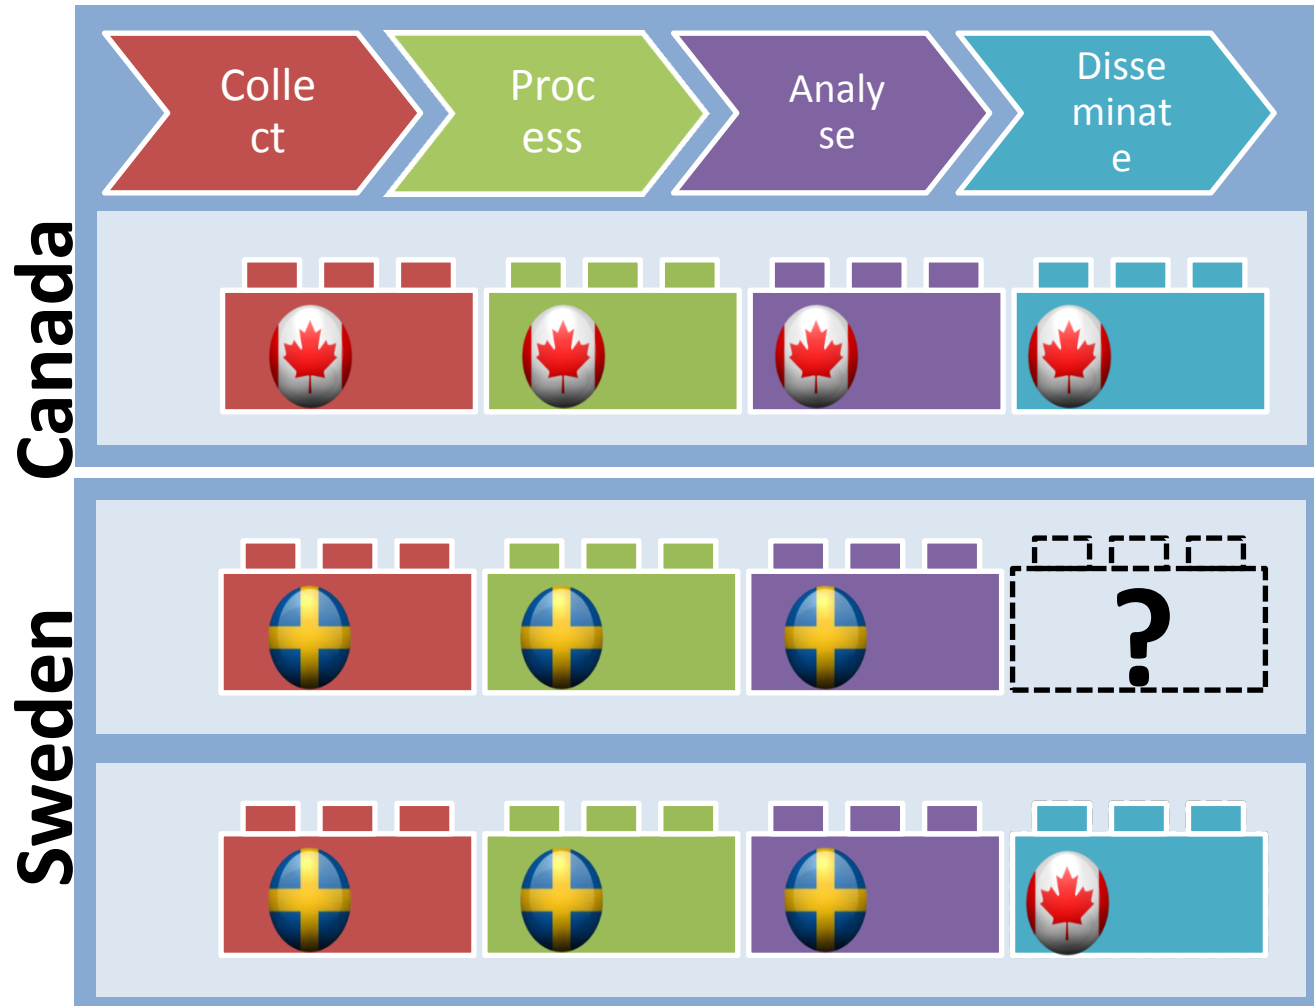 Colle
ct
Proc
ess
Analy
se
Disse
minat
e
Canada
Sweden
?